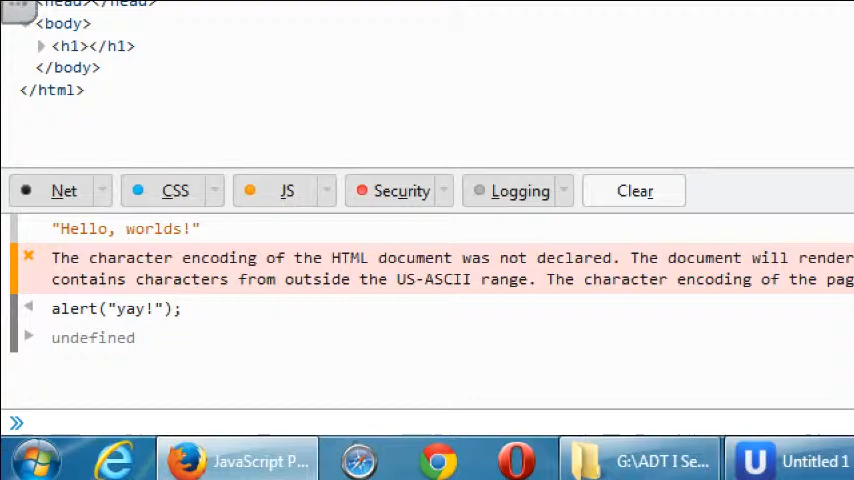 <head></head>
<body>
<h1></h1>
</body>
</html>
Net CSS JS Security Logging Clear
"Hello, worlds!"
The character encoding of the HTML document was not declared. The document will render
contains characters from outside the US-ASCII range. The character encoding of the pag
alert("yay!");
undefined
JavaScript P... G:\ADT I Se... Untitled 1